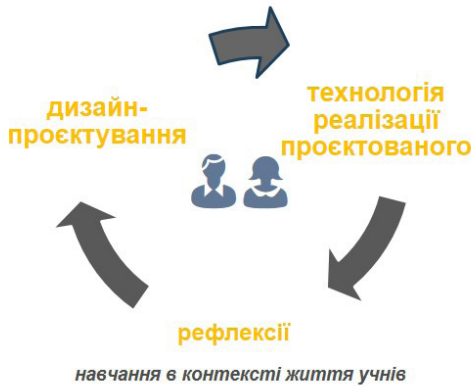 дизайн-
проєктування
технологія
реалізації
проєктованого
рефлексії
навчання в контексті життя учнів